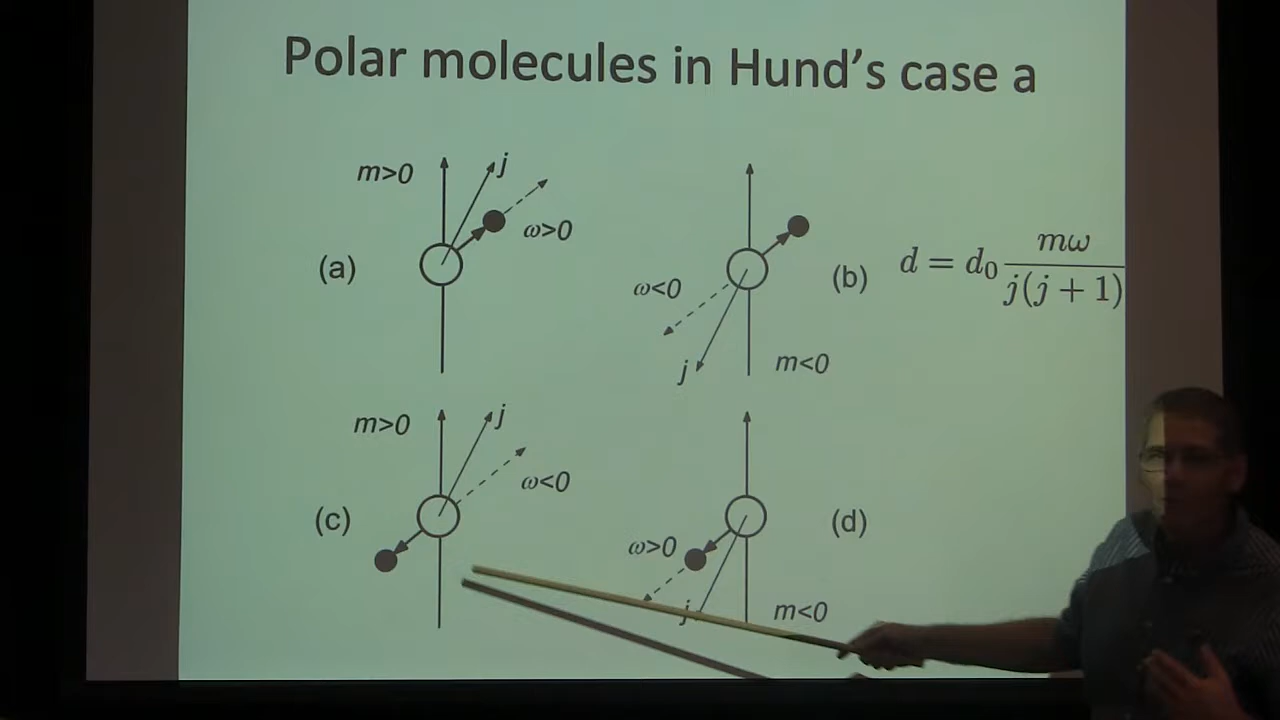 Polar molecules in Hund's case a
m>0
j
ω>0
(a)
ω<0
j
m<0
(b)
d = d₀ mω / j(j + 1)
m>0
j
ω<0
(c)
ω>0
j
m<0
(d)